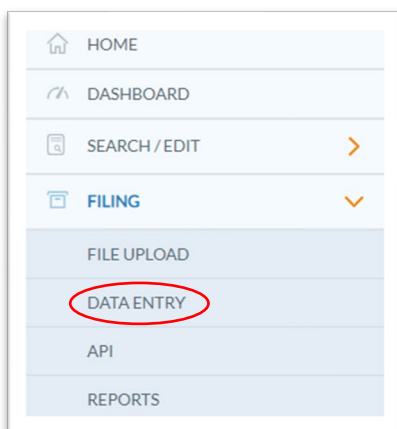 HOME
DASHBOARD
SEARCH / EDIT
FILING
FILE UPLOAD
DATA ENTRY
API
REPORTS